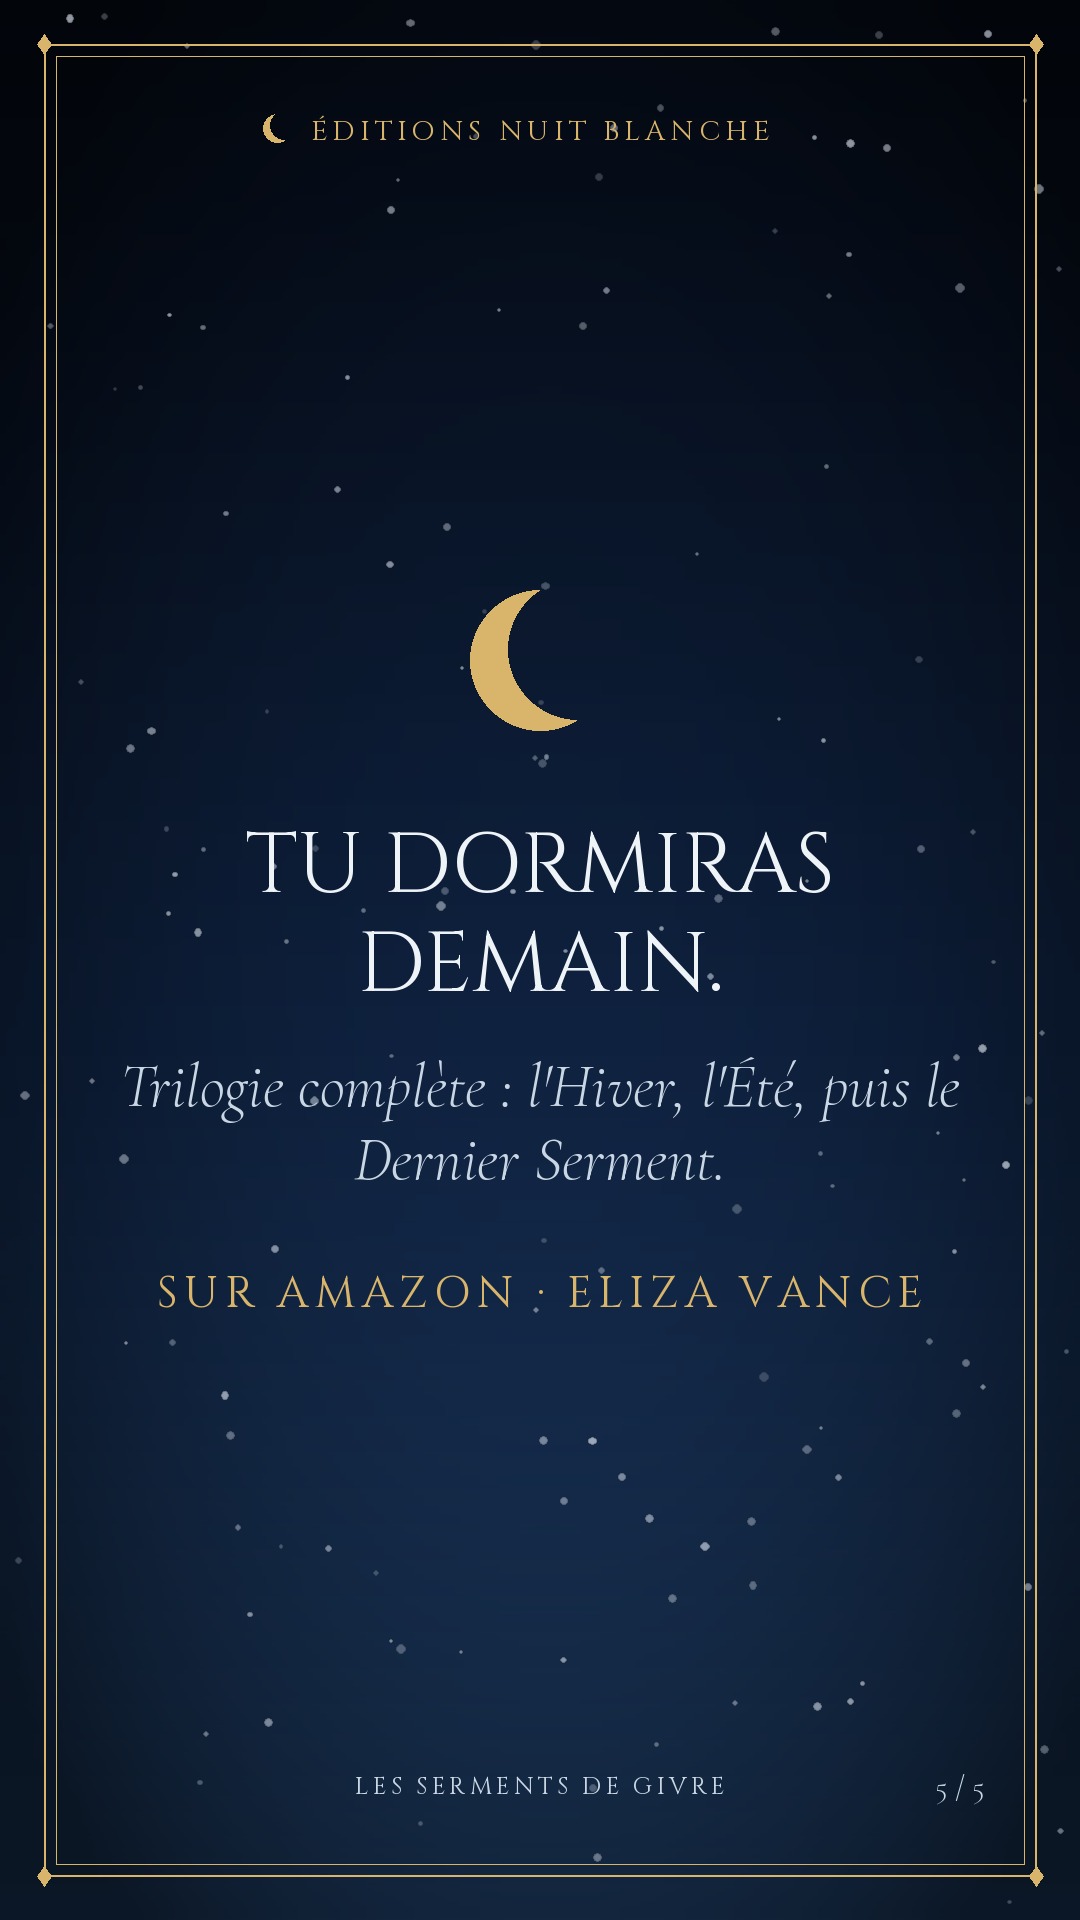 ÉDITIONS NUIT BLANCHE
TU DORMIRAS
DEMAIN.
Trilogie complète : l'Hiver, l'Été, puis le
Dernier Serment.
SUR AMAZON · ELIZA VANCE
LES SERMENTS DE GIVRE
5 / 5